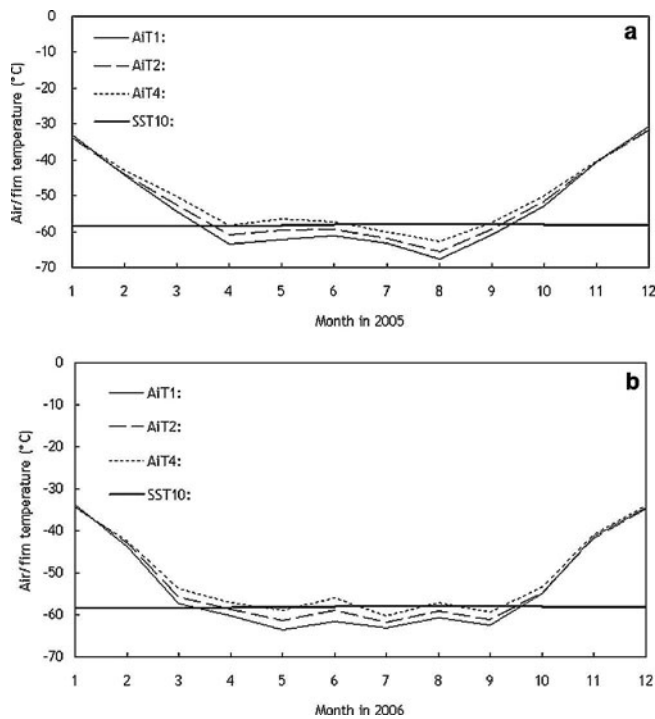 a
Air/firn temperature (°C)
0
-10
-20
-30
-40
-50
-60
-70
AiT1:
AiT2:
AiT4:
SST10:
1 2 3 4 5 6 7 8 9 10 11 12
Month in 2005
b
Air/firn temperature (°C)
0
-10
-20
-30
-40
-50
-60
-70
AiT1:
AiT2:
AiT4:
SST10:
1 2 3 4 5 6 7 8 9 10 11 12
Month in 2006